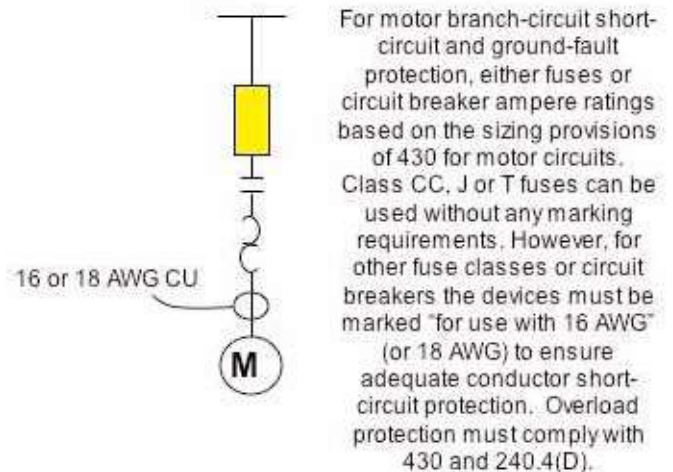 For motor branch-circuit short-
circuit and ground-fault
protection, either fuses or
circuit breaker ampere ratings
based on the sizing provisions
of 430 for motor circuits.
Class CC, J or T fuses can be
used without any marking
requirements. However, for
other fuse classes or circuit
breakers the devices must be
marked “for use with 16 AWG”
(or 18 AWG) to ensure
adequate conductor short-
circuit protection. Overload
protection must comply with
430 and 240.4(D).
16 or 18 AWG CU
M